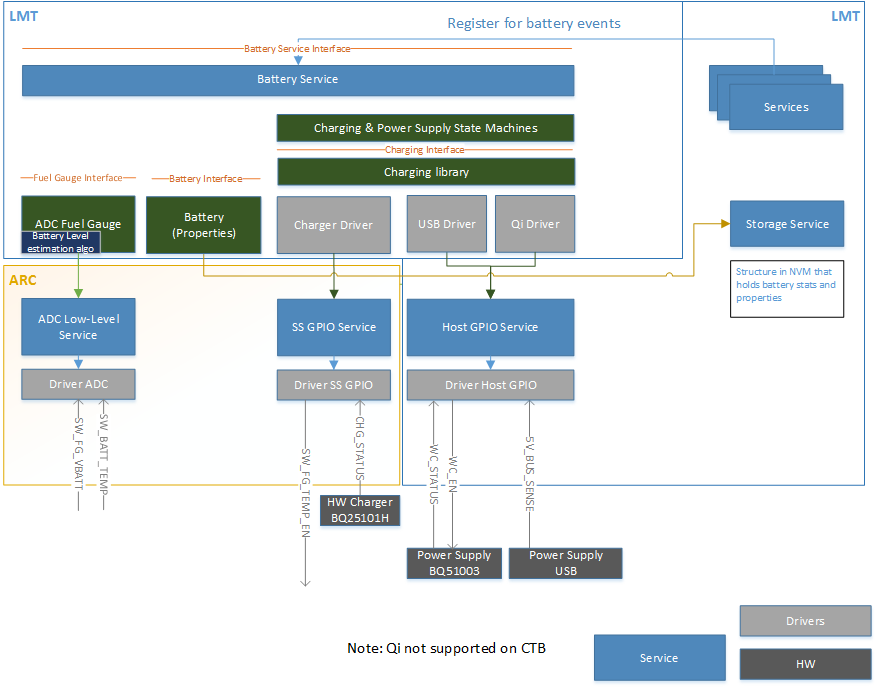 LMT
Register for battery events
LMT
Battery Service Interface
Battery Service
Services
Charging & Power Supply State Machines
Charging Interface
Charging library
Fuel Gauge Interface
Battery Interface
ADC Fuel Gauge
Battery Level
estimation algo
Battery
(Properties)
Charger Driver
USB Driver
Qi Driver
Storage Service
Structure in NVM that
holds battery stats and
properties
ARC
ADC Low-Level
Service
SS GPIO Service
Host GPIO Service
Driver ADC
Driver SS GPIO
Driver Host GPIO
SW_FG_VBATT
SW_BATT_TEMP
SW_FG_TEMP_EN
CHG_STATUS
WC_STATUS
WC_EN
5V_BUS_SENSE
HW Charger
BQ25101H
Power Supply
BQ51003
Power Supply
USB
Note: Qi not supported on CTB
Service
Drivers
HW